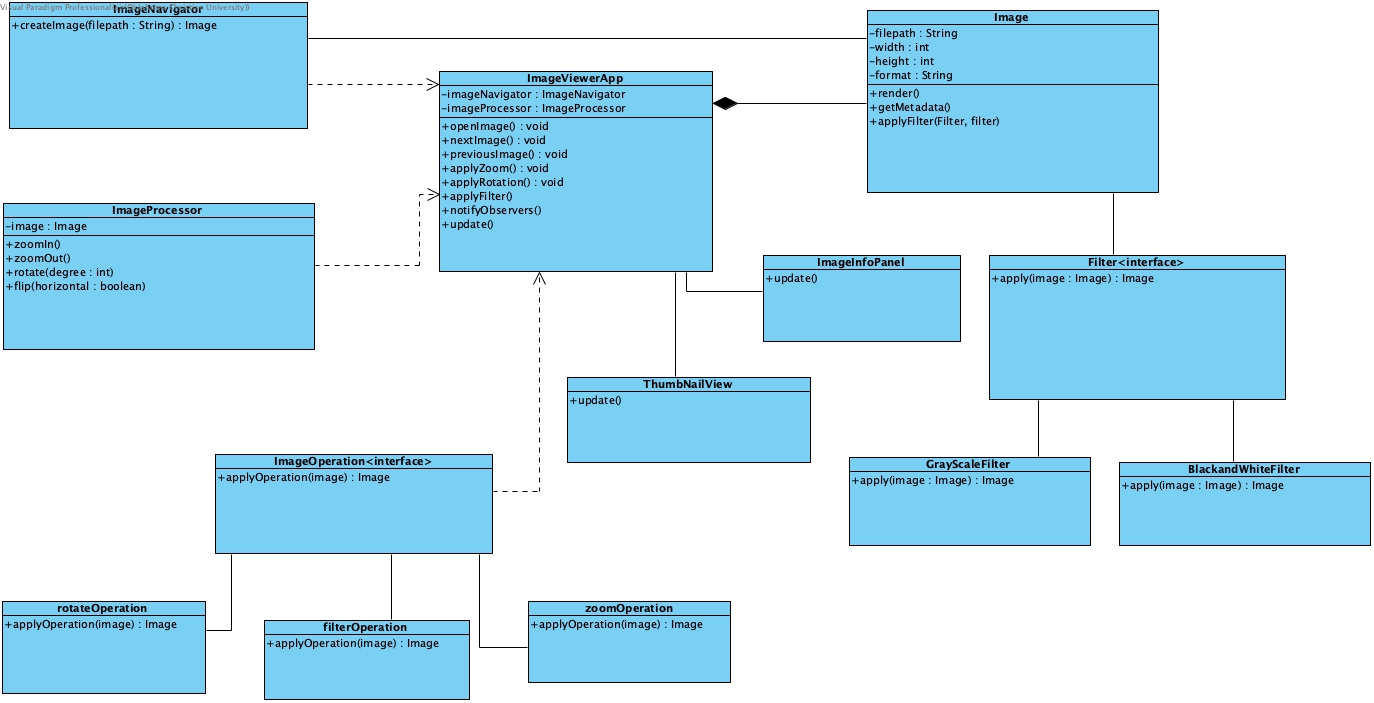 Visual Paradigm Professional
University))
ImageNavigator
+createImage(filepath : String) : Image
Image
-filepath : String
-width : int
-height : int
-format : String
+render()
+getMetadata()
+applyFilter(Filter, filter)
ImageViewerApp
-imageNavigator : ImageNavigator
-imageProcessor : ImageProcessor
+openImage() : void
+nextImage() : void
+previousImage() : void
+applyZoom() : void
+applyRotation() : void
+applyFilter()
+notifyObservers()
+update()
ImageProcessor
-image : Image
+zoomIn()
+zoomOut()
+rotate(degree : int)
+flip(horizontal : boolean)
ImageInfoPanel
+update()
Filter<interface>
+apply(image : Image) : Image
ThumbNailView
+update()
ImageOperation<interface>
+applyOperation(image) : Image
GrayScaleFilter
+apply(image : Image) : Image
BlackandWhiteFilter
+apply(image : Image) : Image
rotateOperation
+applyOperation(image) : Image
filterOperation
+applyOperation(image) : Image
zoomOperation
+applyOperation(image) : Image